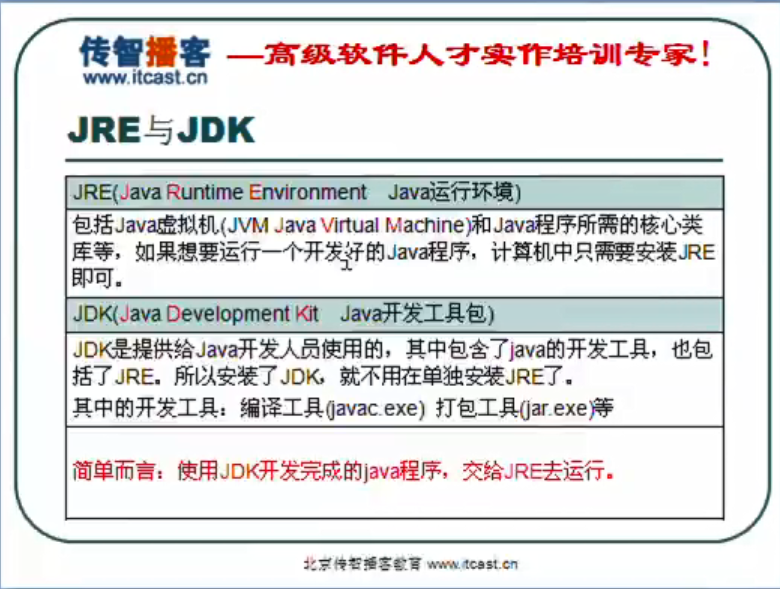 传智播客 —高级软件人才实作培训专家!
www.itcast.cn
JRE与JDK
JRE(Java Runtime Environment Java运行环境)
包括Java虚拟机(JVM Java Virtual Machine)和Java程序所需的核心类
库等，如果想要运行一个开发好的Java程序，计算机中只需要安装JRE
即可。
JDK(Java Development Kit Java开发工具包)
JDK是提供给Java开发人员使用的，其中包含了java的开发工具，也包
括了JRE。所以安装了JDK，就不用在单独安装JRE了。
其中的开发工具：编译工具(javac.exe) 打包工具(jar.exe)等
简单而言：使用JDK开发完成的java程序，交给JRE去运行。
北京传智播客教育 www.itcast.cn